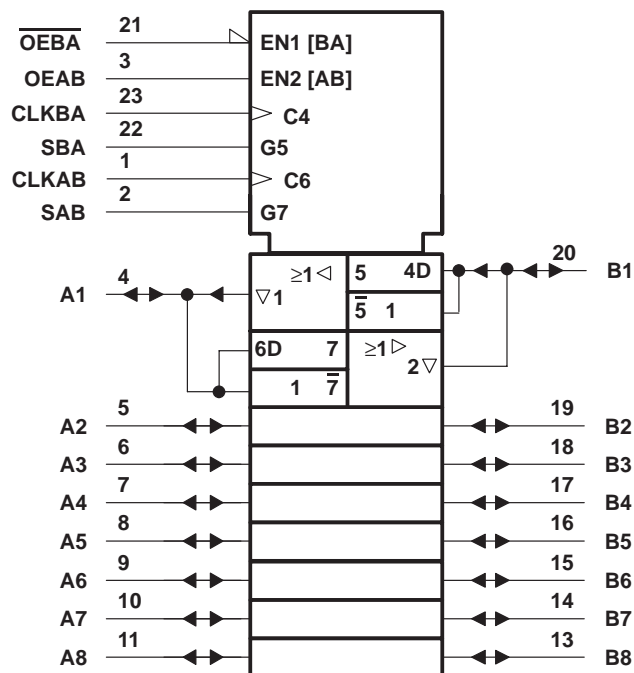 OEBA 21 EN1 [BA]
OEAB 3 EN2 [AB]
CLKBA 23 C4
SBA 22 G5
CLKAB 1 C6
SAB 2 G7
A1 4 ▽1 ≥1 ◁ 5 4D 20 B1
5̅ 1
6D 7 ≥1 ▷ 2 ▽
1 7̅
A2 5 19 B2
A3 6 18 B3
A4 7 17 B4
A5 8 16 B5
A6 9 15 B6
A7 10 14 B7
A8 11 13 B8